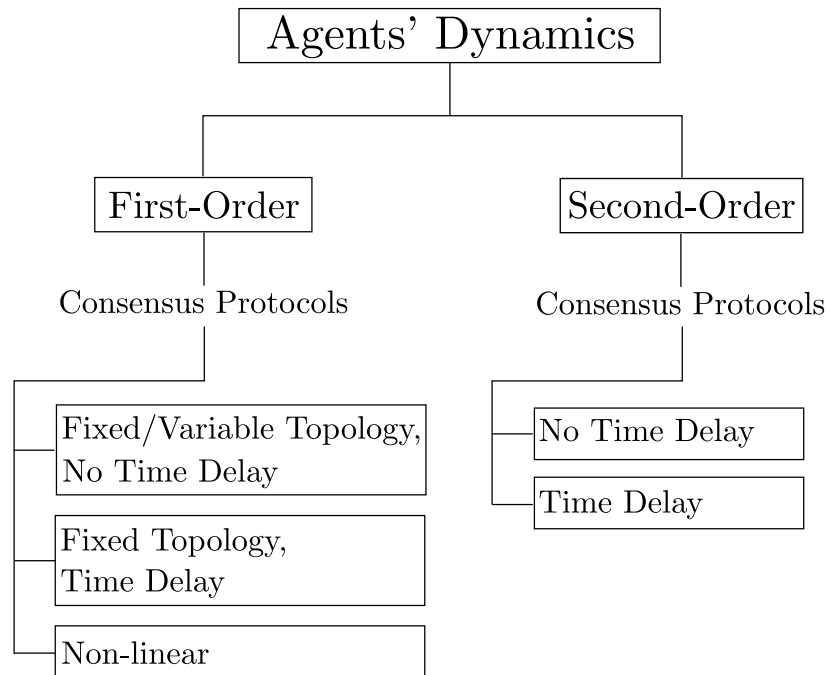 Agents' Dynamics
First-Order
Second-Order
Consensus Protocols
Consensus Protocols
Fixed/Variable Topology,
No Time Delay
Fixed Topology,
Time Delay
Non-linear
No Time Delay
Time Delay